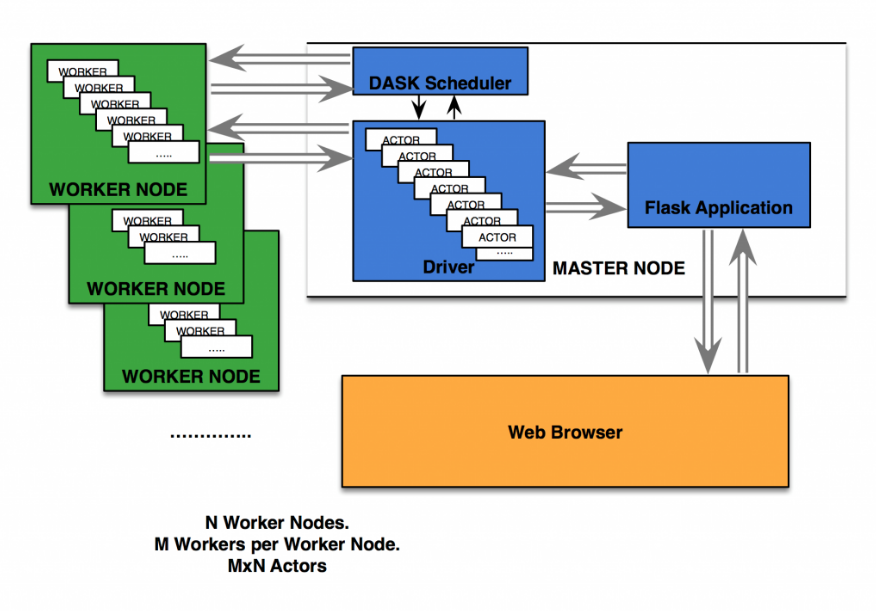 WORKER
WORKER
WORKER
WORKER
WORKER
.....
WORKER NODE
WORKER
WORKER
.....
WORKER NODE
WORKER
WORKER
.....
WORKER NODE
..............
DASK Scheduler
ACTOR
ACTOR
ACTOR
ACTOR
ACTOR
ACTOR
ACTOR
.....
Driver
MASTER NODE
Flask Application
Web Browser
N Worker Nodes.
M Workers per Worker Node.
MxN Actors